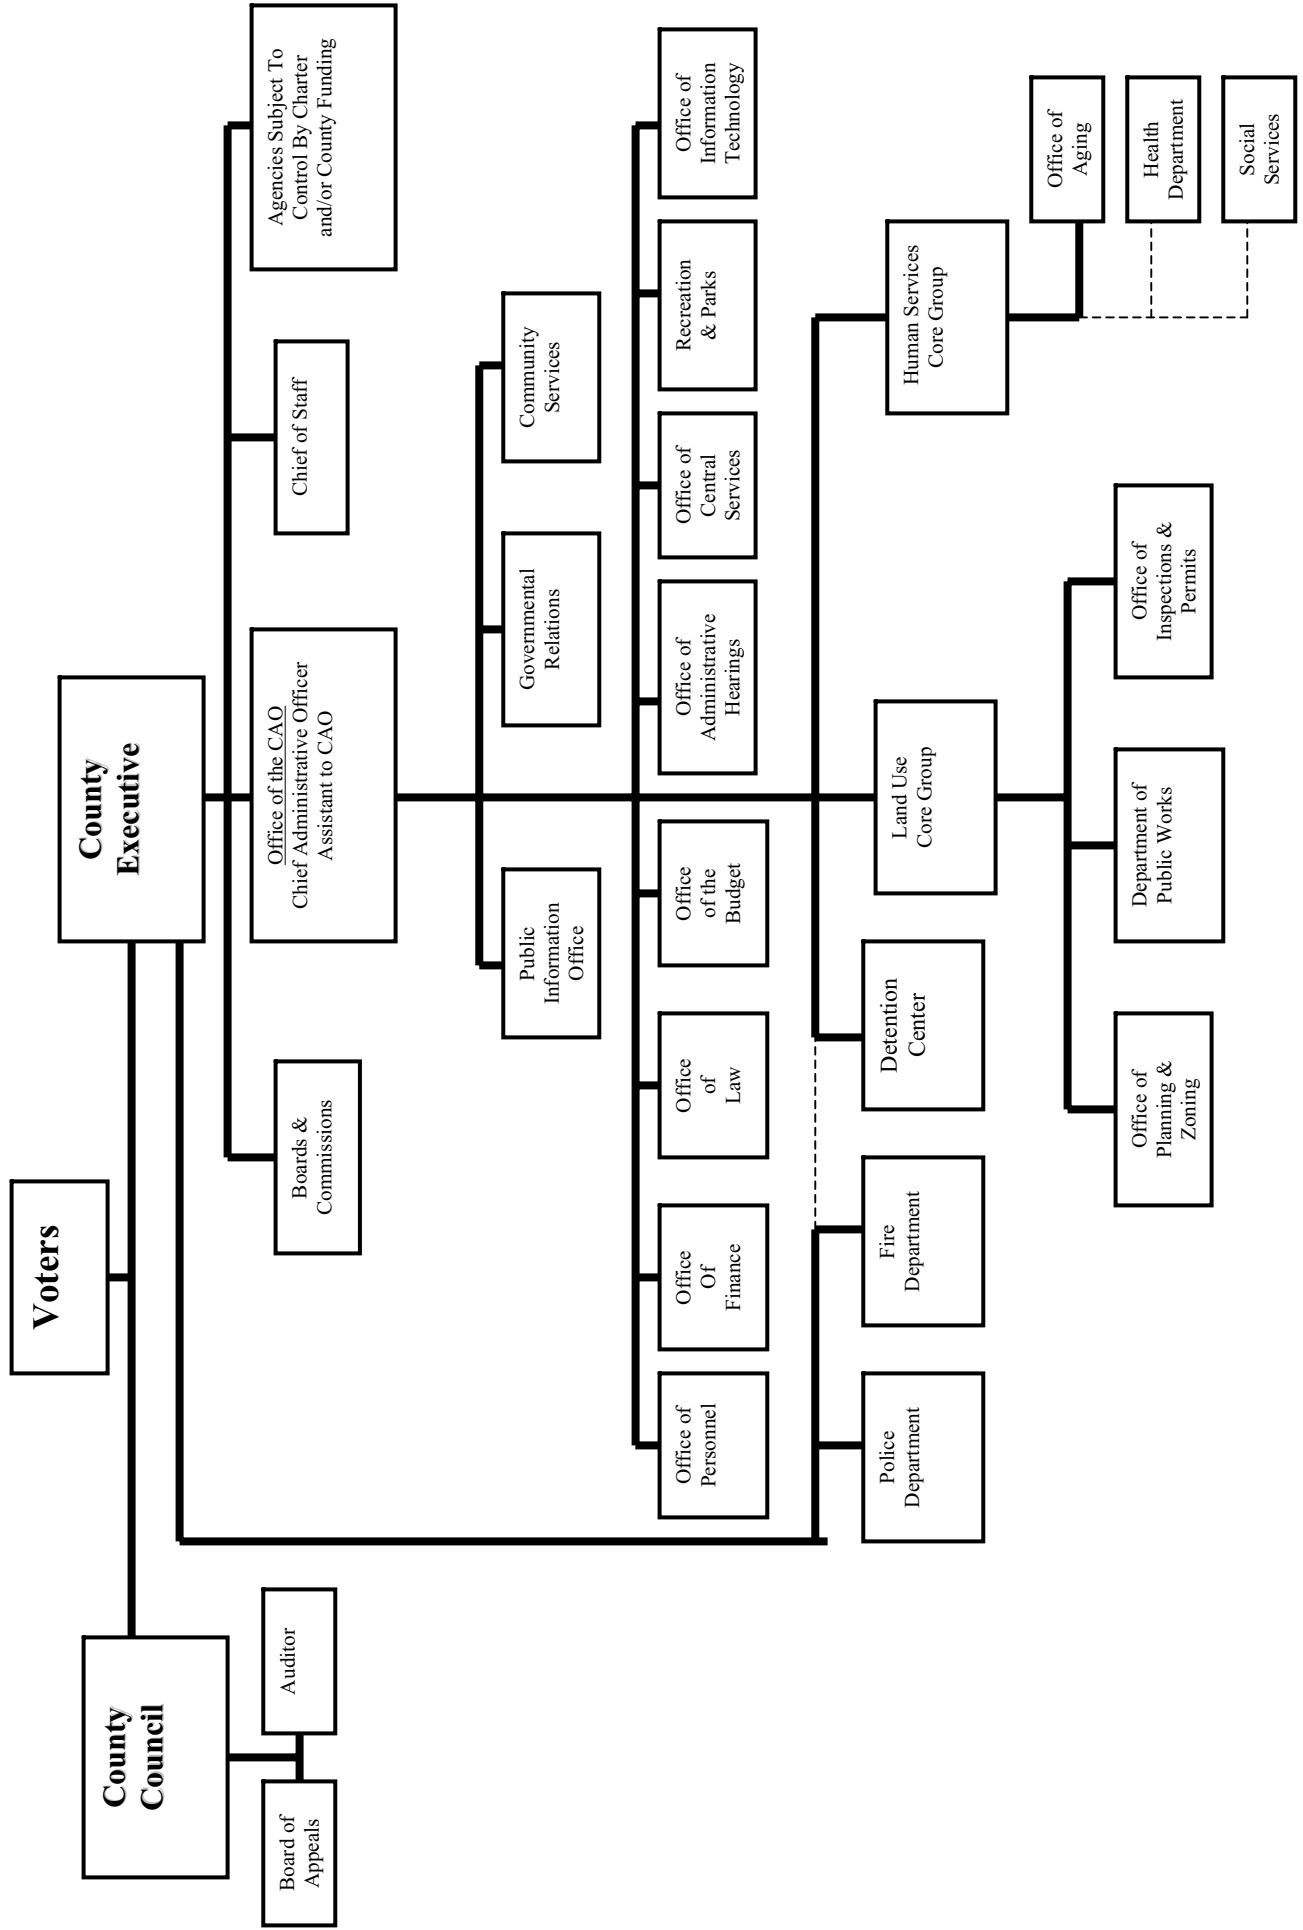 Voters
County
Council
County
Executive
Board of
Appeals
Auditor
Boards &
Commissions
Office of the CAO
Chief Administrative Officer
Assistant to CAO
Chief of Staff
Agencies Subject To
Control By Charter
and/or County Funding
Public
Information
Office
Governmental
Relations
Community
Services
Office of
Personnel
Office
Of
Finance
Office
of
Law
Office
of the
Budget
Office of
Administrative
Hearings
Office of
Central
Services
Recreation
& Parks
Office of
Information
Technology
Police
Department
Fire
Department
Detention
Center
Land Use
Core Group
Human Services
Core Group
Office of
Planning &
Zoning
Department of
Public Works
Office of
Inspections &
Permits
Office of
Aging
Health
Department
Social
Services